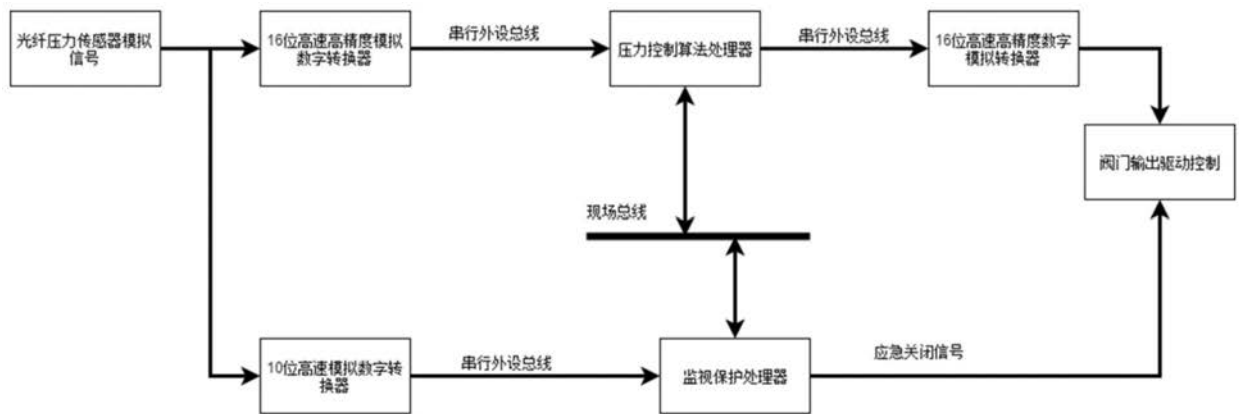 光纤压力传感器模拟
信号
16位高速高精度模拟
数字转换器
串行外设总线
压力控制算法处理器
串行外设总线
16位高速高精度数字
模拟转换器
阀门输出驱动控制
现场总线
10位高速模拟数字转
换器
串行外设总线
监视保护处理器
应急关闭信号